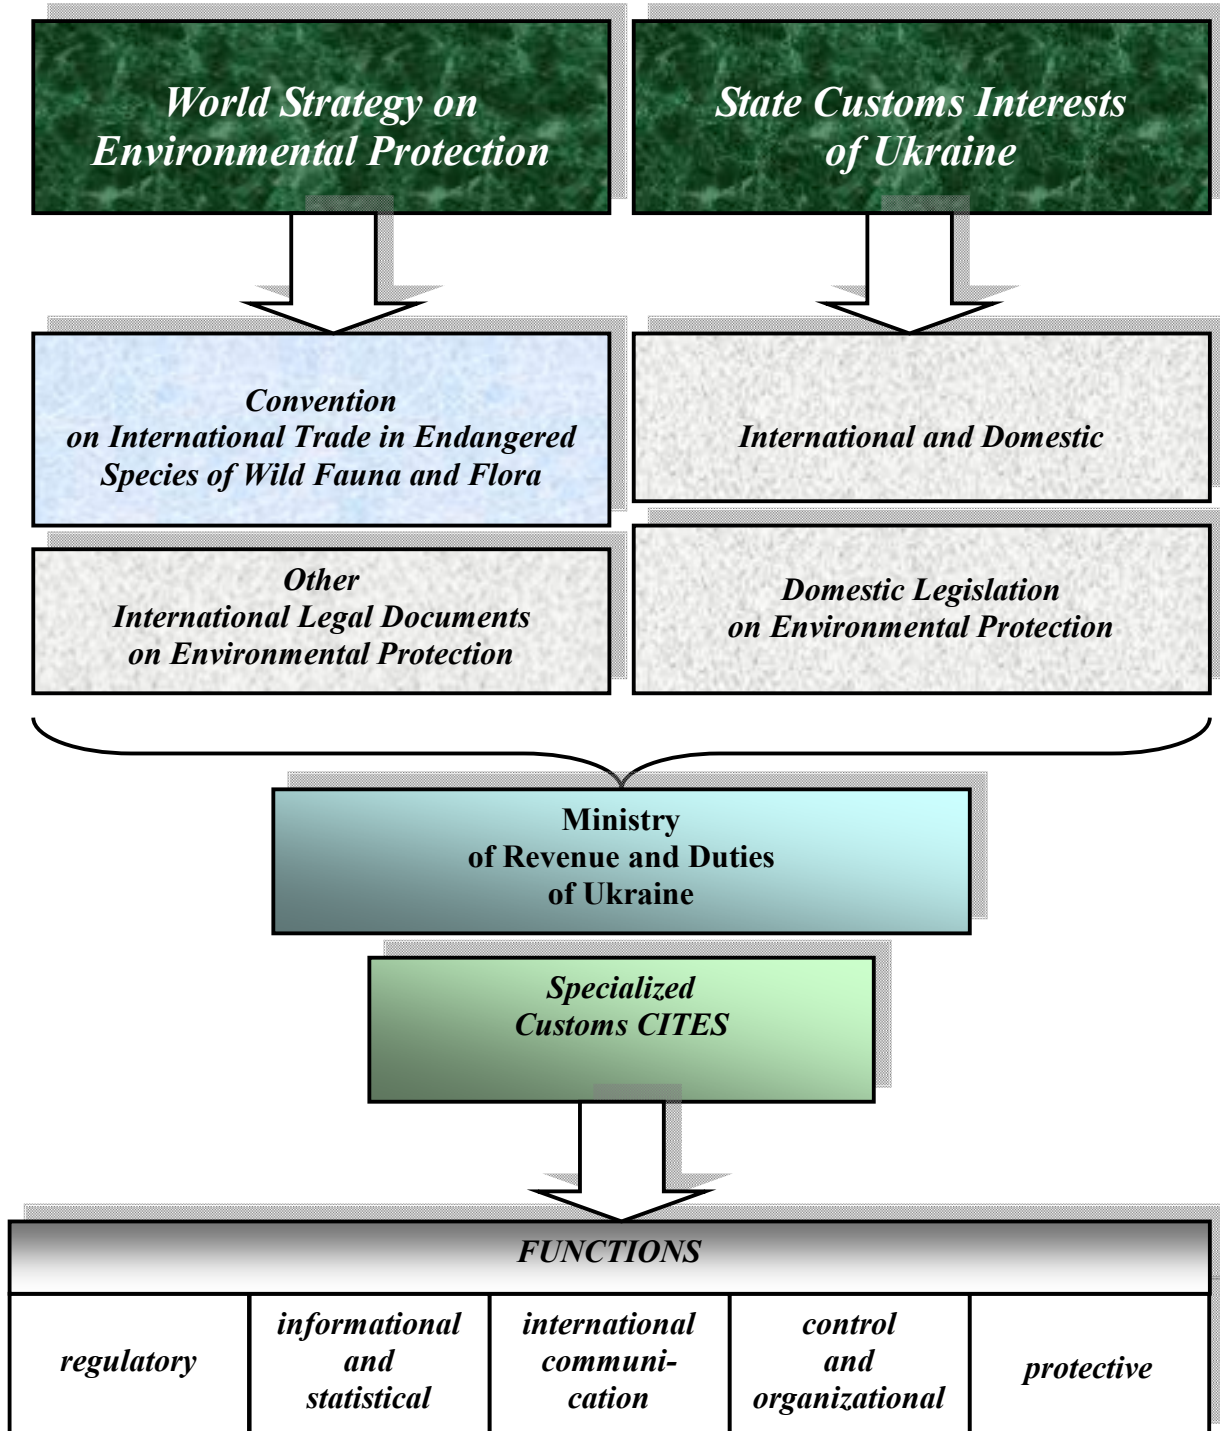 World Strategy on
Environmental Protection
State Customs Interests
of Ukraine
Convention
on International Trade in Endangered
Species of Wild Fauna and Flora
International and Domestic
Other
International Legal Documents
on Environmental Protection
Domestic Legislation
on Environmental Protection
Ministry
of Revenue and Duties
of Ukraine
Specialized
Customs CITES
FUNCTIONS
regulatory
informational
and
statistical
international
communi-
cation
control
and
organizational
protective